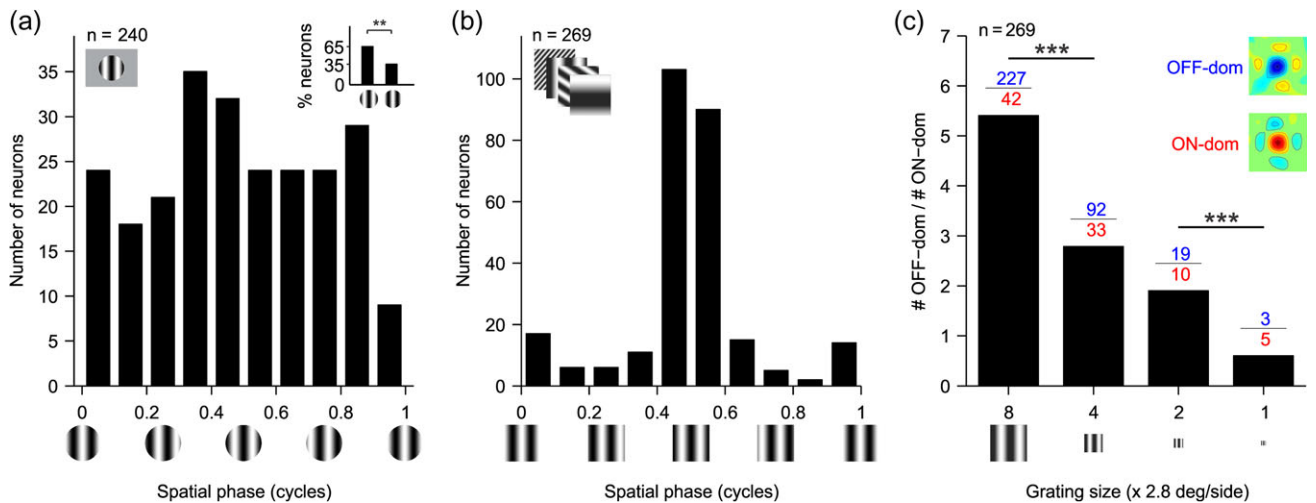 (a)
n = 240
**
% neurons
65
35
0
Number of neurons
35
30
25
20
15
10
5
0
0 0.2 0.4 0.6 0.8 1
Spatial phase (cycles)
(b)
n = 269
Number of neurons
100
80
60
40
20
0
0 0.2 0.4 0.6 0.8 1
Spatial phase (cycles)
(c)
n = 269
# OFF-dom / # ON-dom
7
6
5
4
3
2
1
0
***
OFF-dom
ON-dom
227
42
92
33
***
19
10
3
5
8 4 2 1
Grating size (x 2.8 deg/side)